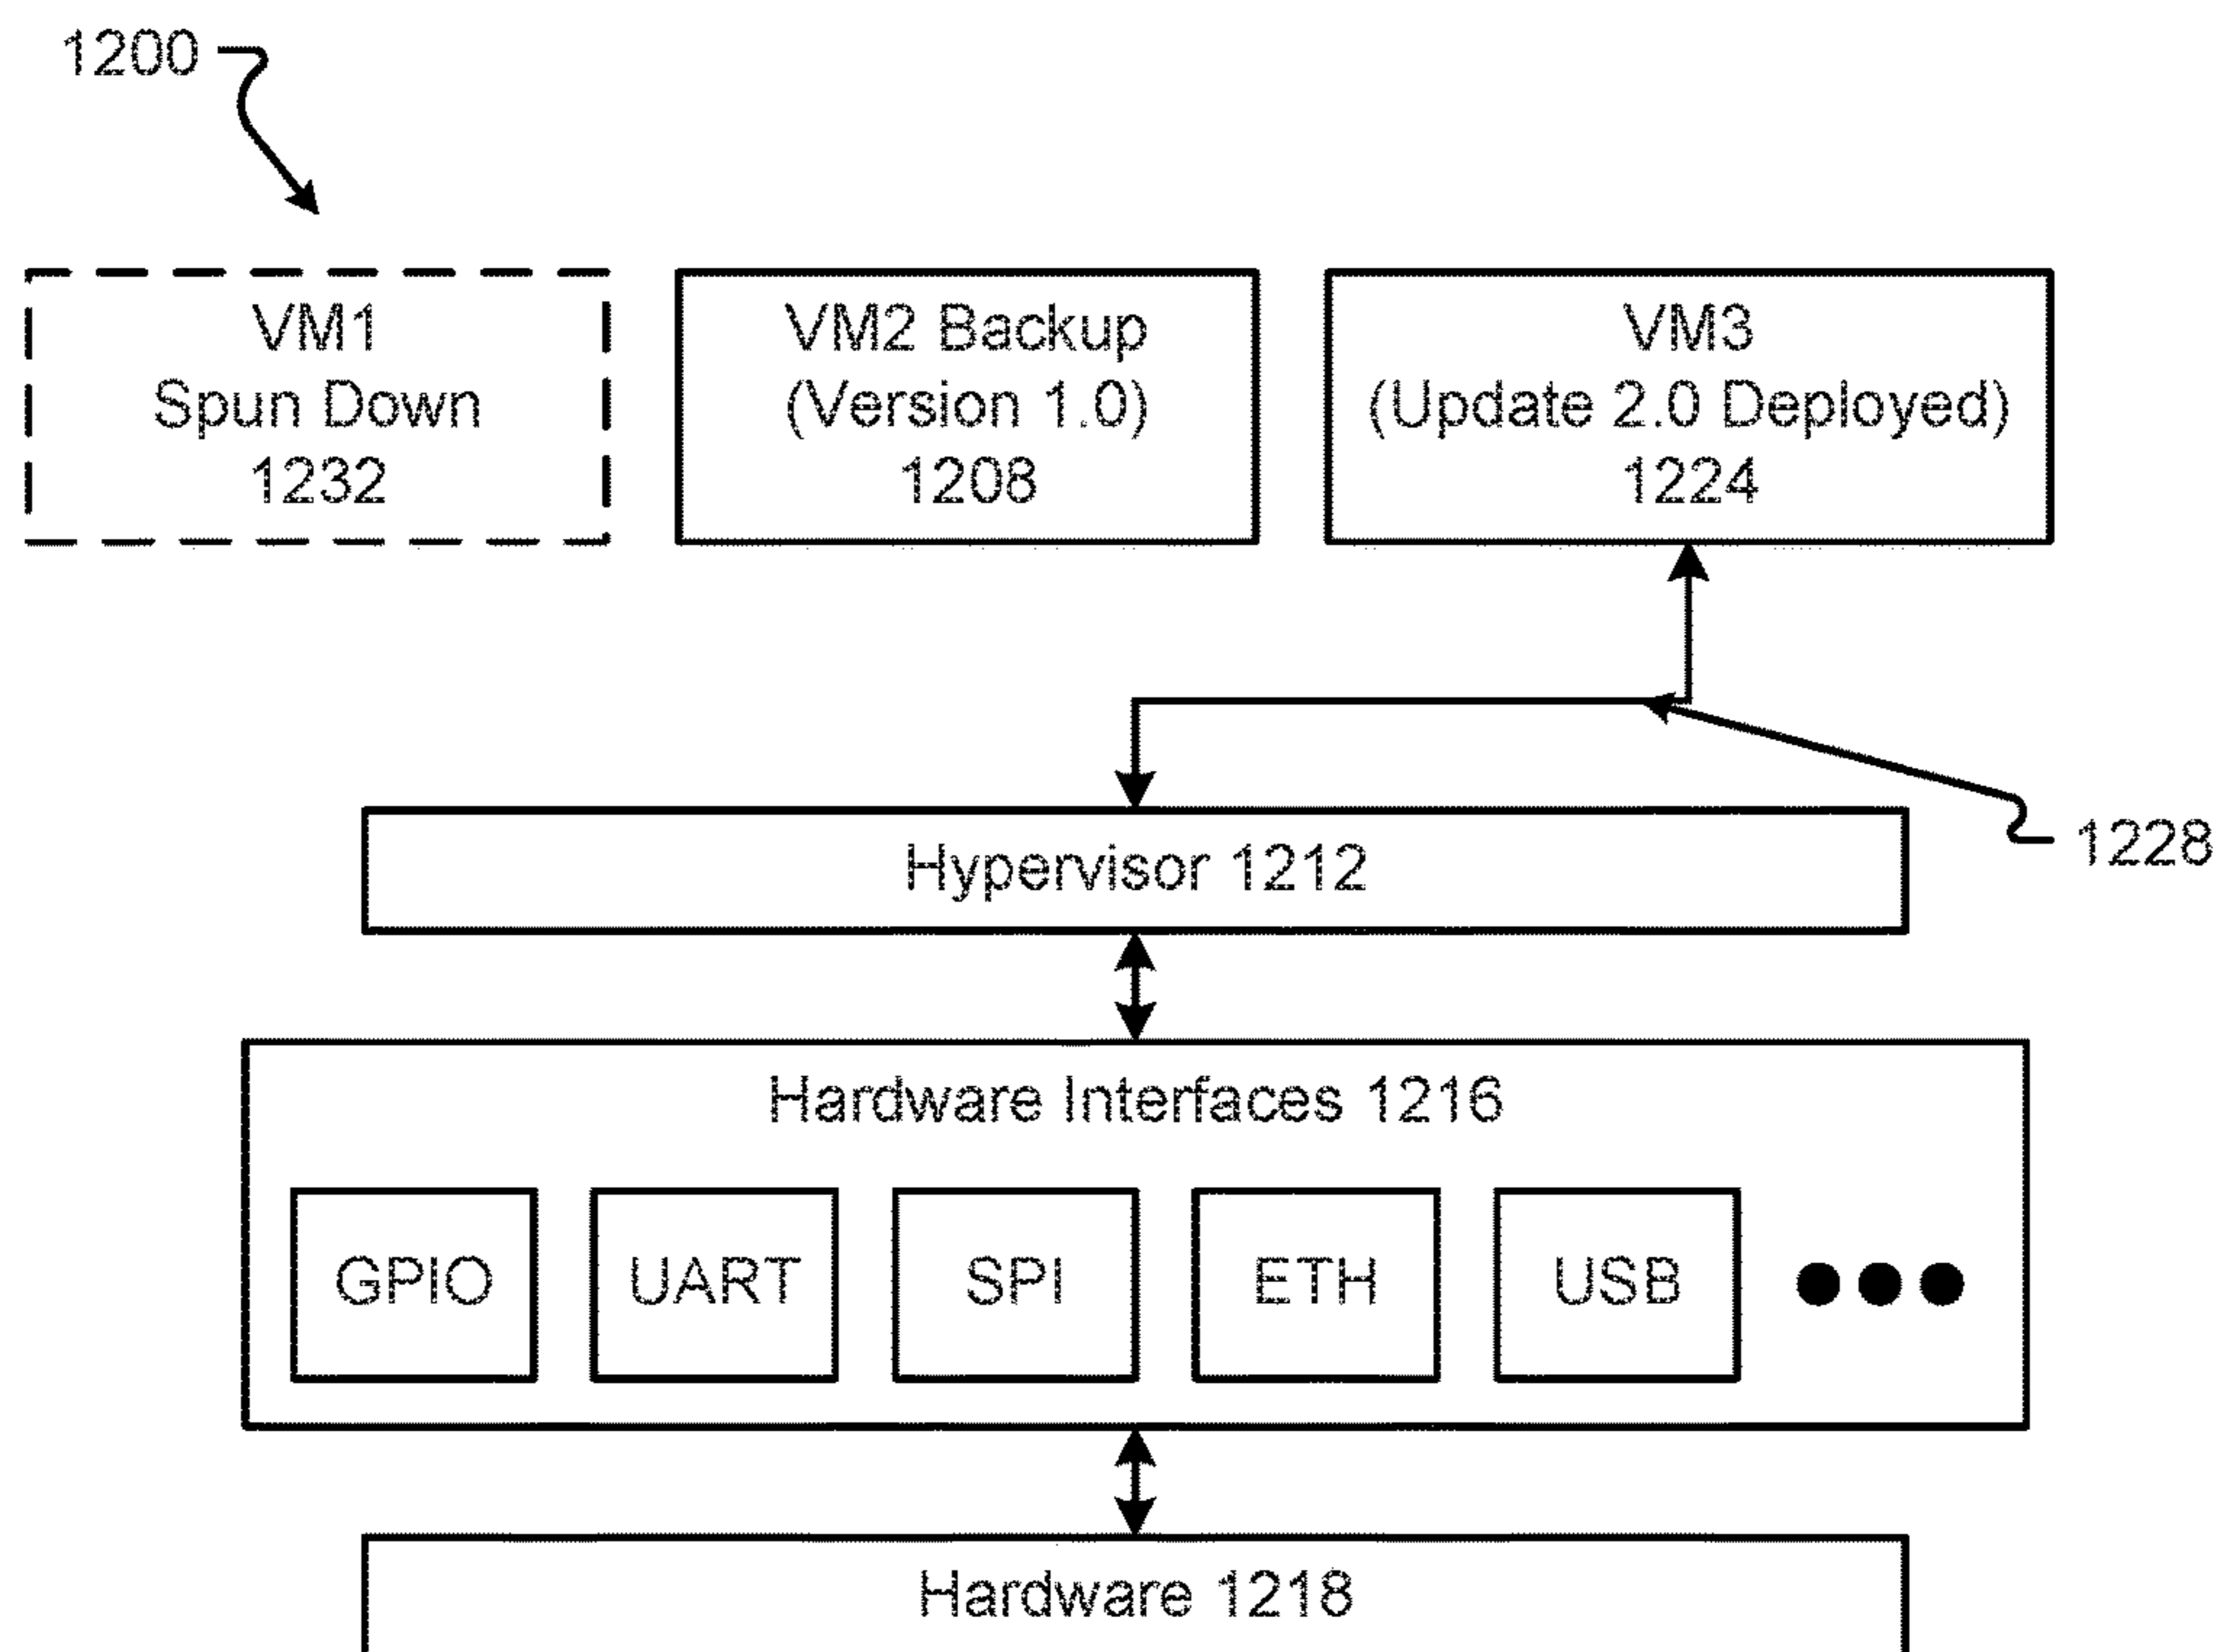 1200
VM1
Spun Down
1232
VM2 Backup
(Version 1.0)
1208
VM3
(Update 2.0 Deployed)
1224
1228
Hypervisor 1212
Hardware Interfaces 1216
GPIO
UART
SPI
ETH
USB
Hardware 1218